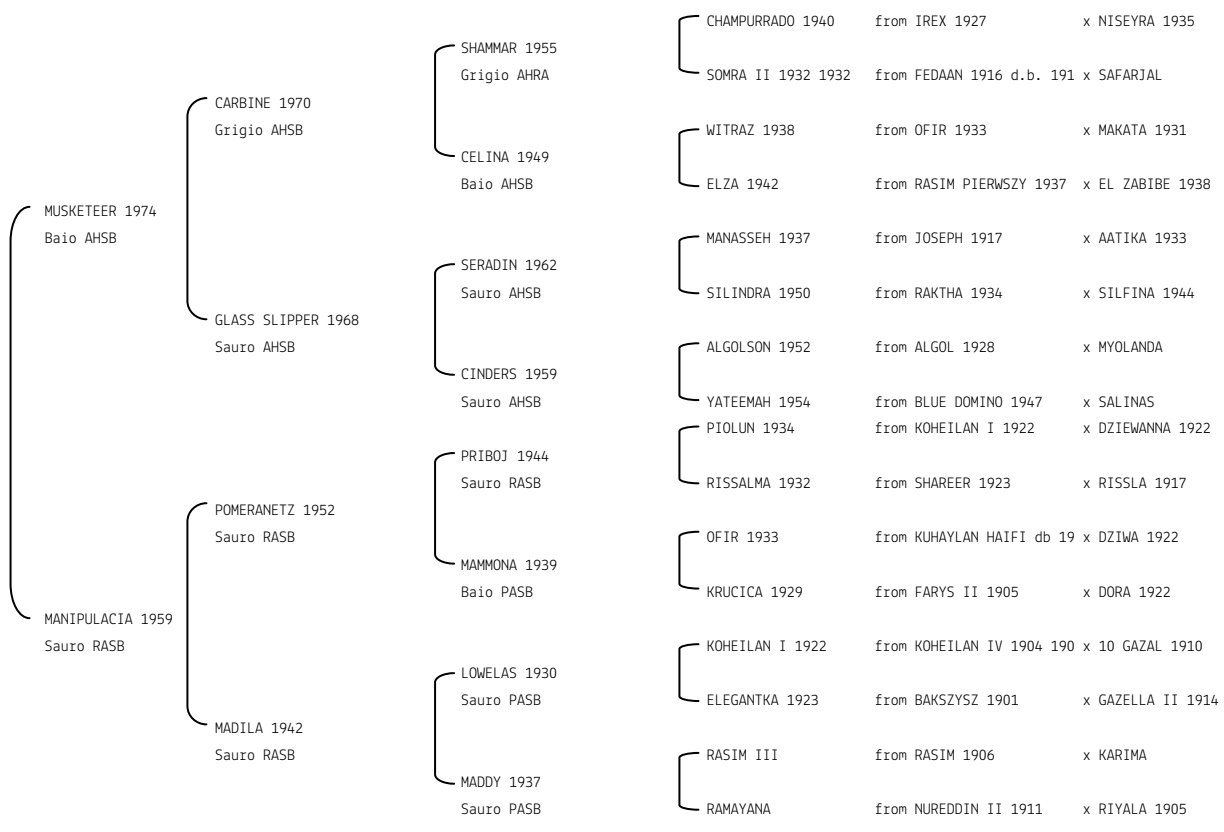 CHAMPURRADO 1940 from IREX 1927 x NISEYRA 1935
SHAMMAR 1955
Grigio AHRA
SOMRA II 1932 1932 from FEDAAN 1916 d.b. 191 x SAFARJAL
CARBINE 1970
Grigio AHSB
WITRAZ 1938 from OFIR 1933 x MAKATA 1931
CELINA 1949
Baio AHSB
ELZA 1942 from RASIM PIERWSZY 1937 x EL ZABIBE 1938
MUSKETEER 1974
Baio AHSB
MANASSEH 1937 from JOSEPH 1917 x AATIKA 1933
SERADIN 1962
Sauro AHSB
SILINDRA 1950 from RAKTHA 1934 x SILFINA 1944
GLASS SLIPPER 1968
Sauro AHSB
ALGOLSON 1952 from ALGOL 1928 x MYOLANDA
CINDERS 1959
Sauro AHSB
YATEEMAH 1954 from BLUE DOMINO 1947 x SALINAS
PIOLUN 1934 from KOHEILAN I 1922 x DZIEWANNA 1922
PRIBOJ 1944
Sauro RASB
RISSALMA 1932 from SHAREER 1923 x RISSLA 1917
POMERANETZ 1952
Sauro RASB
OFIR 1933 from KUHAYLAN HAIFI db 19 x DZIWA 1922
MAMMONA 1939
Baio PASB
KRUCICA 1929 from FARYS II 1905 x DORA 1922
MANIPULACIA 1959
Sauro RASB
KOHEILAN I 1922 from KOHEILAN IV 1904 190 x 10 GAZAL 1910
LOWELAS 1930
Sauro PASB
ELEGANTKA 1923 from BAKSZYSZ 1901 x GAZELLA II 1914
MADILA 1942
Sauro RASB
RASIM III from RASIM 1906 x KARIMA
MADDY 1937
Sauro PASB
RAMAYANA from NUREDDIN II 1911 x RIYALA 1905